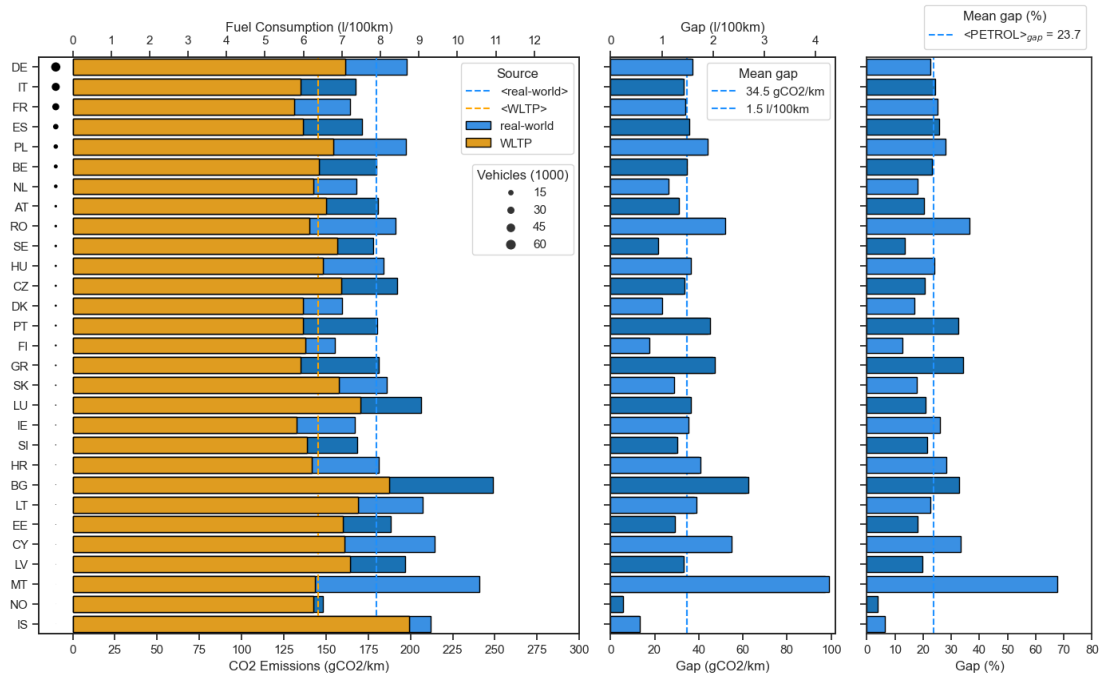 Fuel Consumption (l/100km)
0 1 2 3 4 5 6 7 8 9 10 11 12
Gap (l/100km)
0 1 2 3 4
Mean gap (%)
<PETROL>gap = 23.7
Source
<real-world>
<WLTP>
real-world
WLTP
Vehicles (1000)
15
30
45
60
Mean gap
34.5 gCO2/km
1.5 l/100km
DE
IT
FR
ES
PL
BE
NL
AT
RO
SE
HU
CZ
DK
PT
FI
GR
SK
LU
IE
SI
HR
BG
LT
EE
CY
LV
MT
NO
IS
0 25 50 75 100 125 150 175 200 225 250 275 300
CO2 Emissions (gCO2/km)
0 20 40 60 80 100
Gap (gCO2/km)
0 10 20 30 40 50 60 70 80
Gap (%)